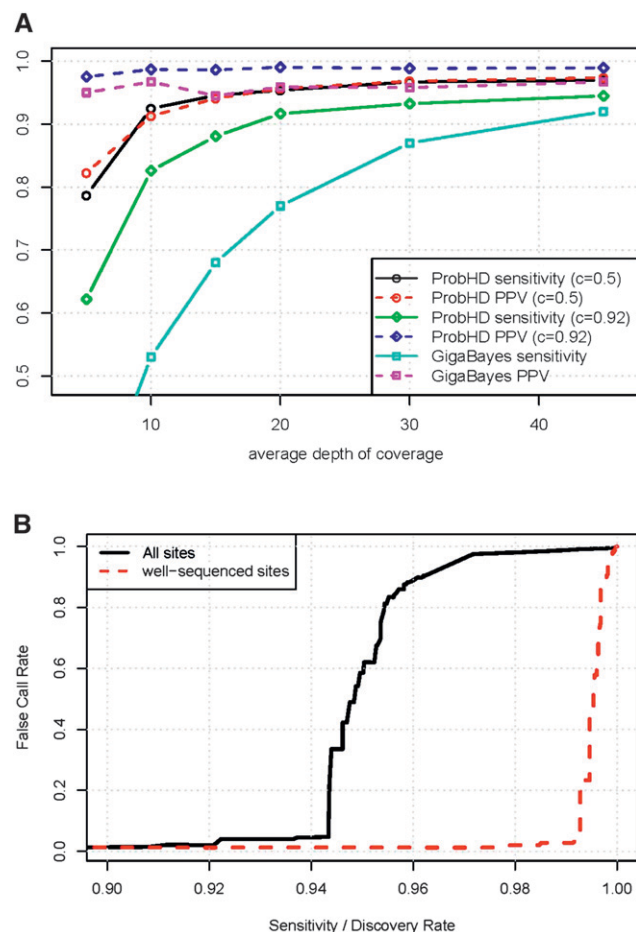 A
1.0
0.9
0.8
0.7
0.6
0.5
ProbHD sensitivity (c=0.5)
ProbHD PPV (c=0.5)
ProbHD sensitivity (c=0.92)
ProbHD PPV (c=0.92)
GigaBayes sensitivity
GigaBayes PPV
10 20 30 40
average depth of coverage
B
All sites
well-sequenced sites
1.0
0.8
0.6
0.4
0.2
0.0
False Call Rate
0.90 0.92 0.94 0.96 0.98 1.00
Sensitivity / Discovery Rate